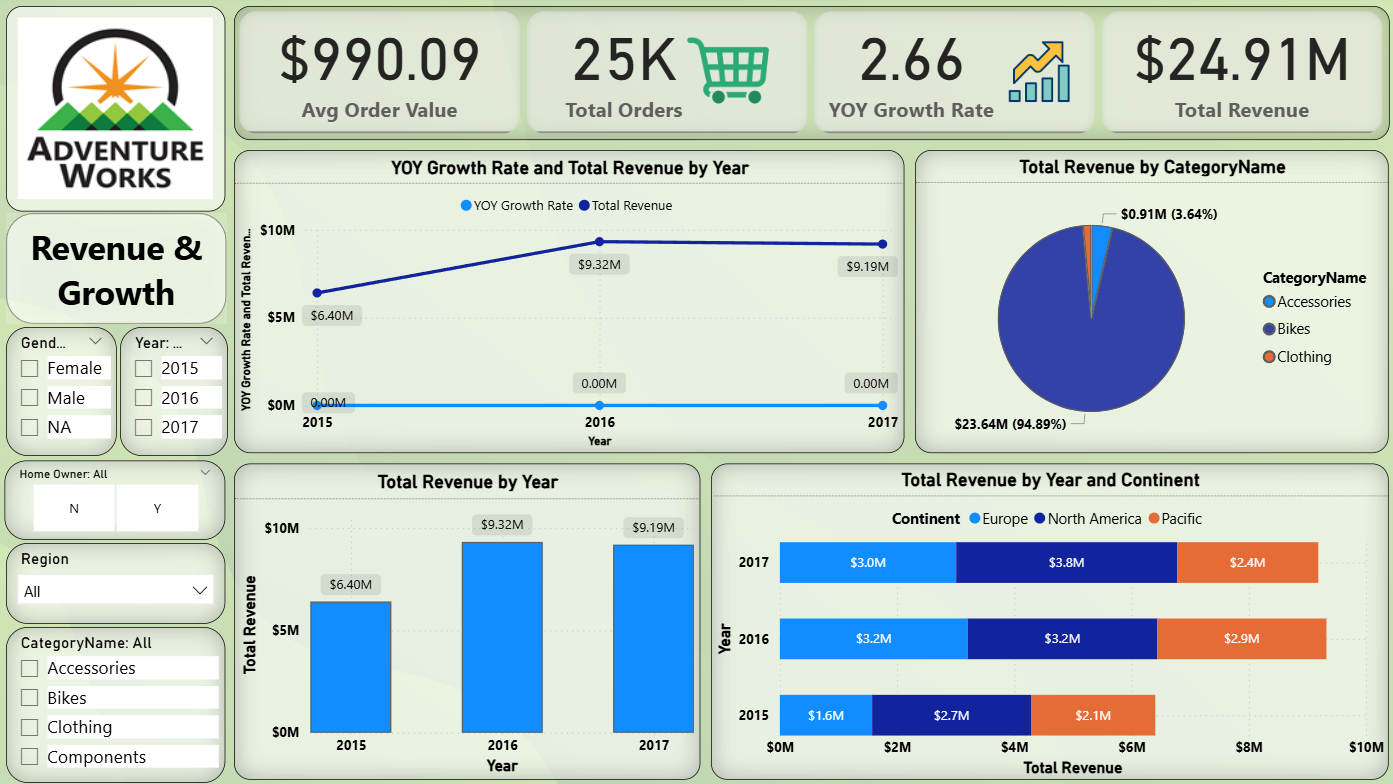 ADVENTURE
WORKS
Revenue &
Growth
Gend...
Female
Male
NA
Year: ...
2015
2016
2017
Home Owner: All
N
Y
Region
All
CategoryName: All
Accessories
Bikes
Clothing
Components
$990.09
Avg Order Value
25K
Total Orders
2.66
YOY Growth Rate
$24.91M
Total Revenue
YOY Growth Rate and Total Revenue by Year
YOY Growth Rate
Total Revenue
YOY Growth Rate and Total Reven...
$10M
$5M
$0M
$6.40M
$9.32M
$9.19M
0.00M
0.00M
0.00M
2015
2016
2017
Year
Total Revenue by CategoryName
$0.91M (3.64%)
$23.64M (94.89%)
CategoryName
Accessories
Bikes
Clothing
Total Revenue by Year
Total Revenue
$10M
$5M
$0M
$6.40M
$9.32M
$9.19M
2015
2016
2017
Year
Total Revenue by Year and Continent
Continent
Europe
North America
Pacific
Year
2017
$3.0M
$3.8M
$2.4M
2016
$3.2M
$3.2M
$2.9M
2015
$1.6M
$2.7M
$2.1M
$0M
$2M
$4M
$6M
$8M
$10M
Total Revenue